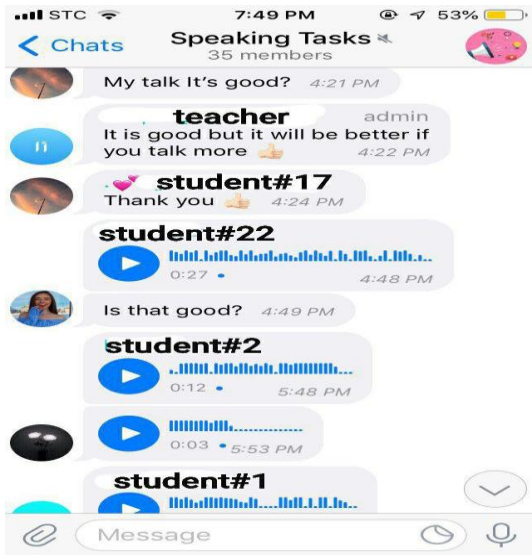 STC 7:49 PM 53%
Chats Speaking Tasks
35 members
My talk It's good? 4:21 PM
teacher admin
It is good but it will be better if
you talk more 👍🏻 4:22 PM
💕 student#17
Thank you 👍🏻 4:24 PM
student#22
0:27 4:48 PM
Is that good? 4:49 PM
student#2
0:12 5:48 PM
0:03 5:53 PM
student#1
Message